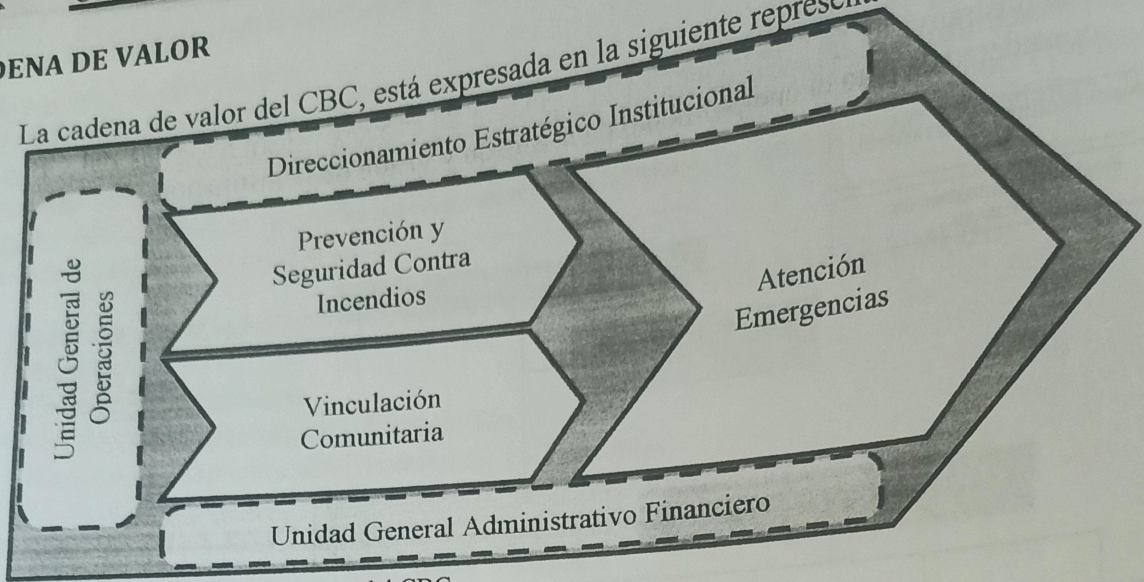 DENA DE VALOR
La cadena de valor del CBC, está expresada en la siguiente
Direccionamiento Estratégico Institucional
Unidad General de
Operaciones
Prevención y
Seguridad Contra
Incendios
Vinculación
Comunitaria
Atención
Emergencias
Unidad General Administrativo Financiero